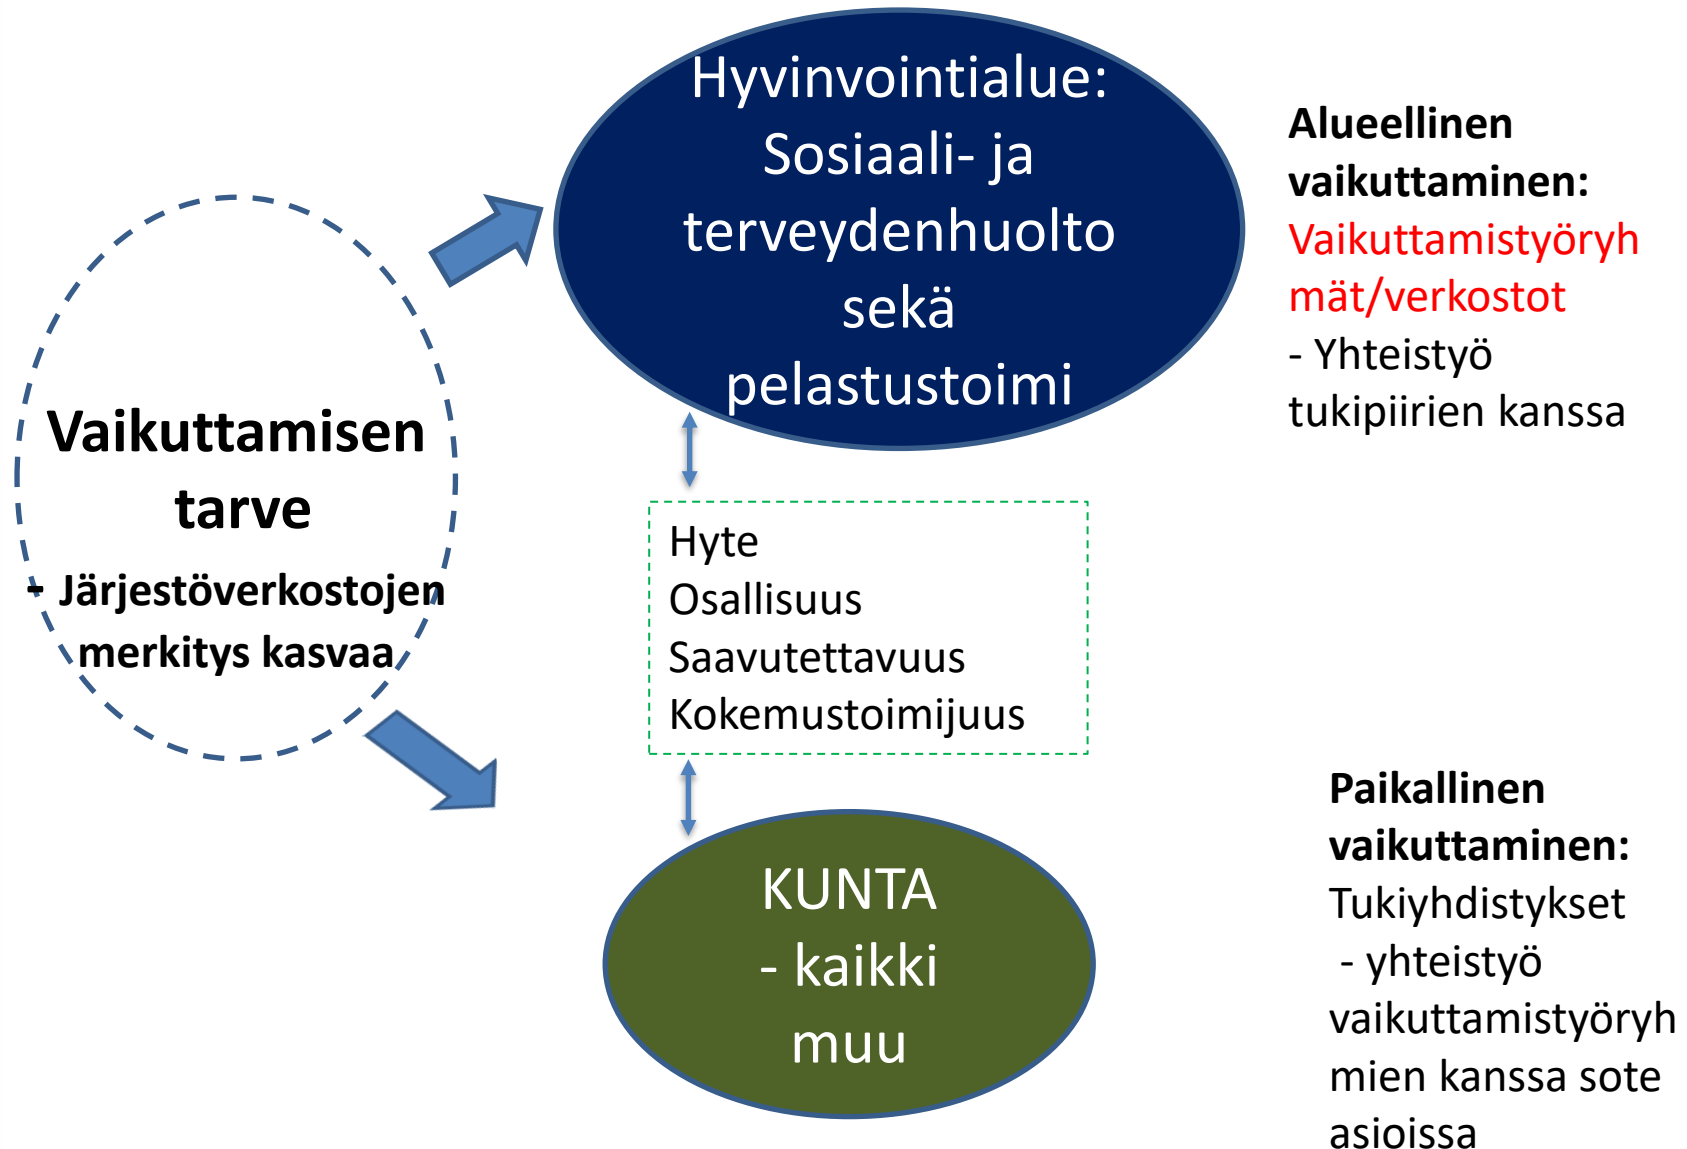 Vaikuttamisen
tarve
- Järjestöverkostojen
merkitys kasvaa
Hyvinvointialue:
Sosiaali- ja
terveydenhuolto
sekä
pelastustoimi
Alueellinen
vaikuttaminen:
Vaikuttamistyöryh
mät/verkostot
- Yhteistyö
tukipiirien kanssa
Hyte
Osallisuus
Saavutettavuus
Kokemustoimijuus
KUNTA
- kaikki
muu
Paikallinen
vaikuttaminen:
Tukiyhdistykset
- yhteistyö
vaikuttamistyöryh
mien kanssa sote
asioissa